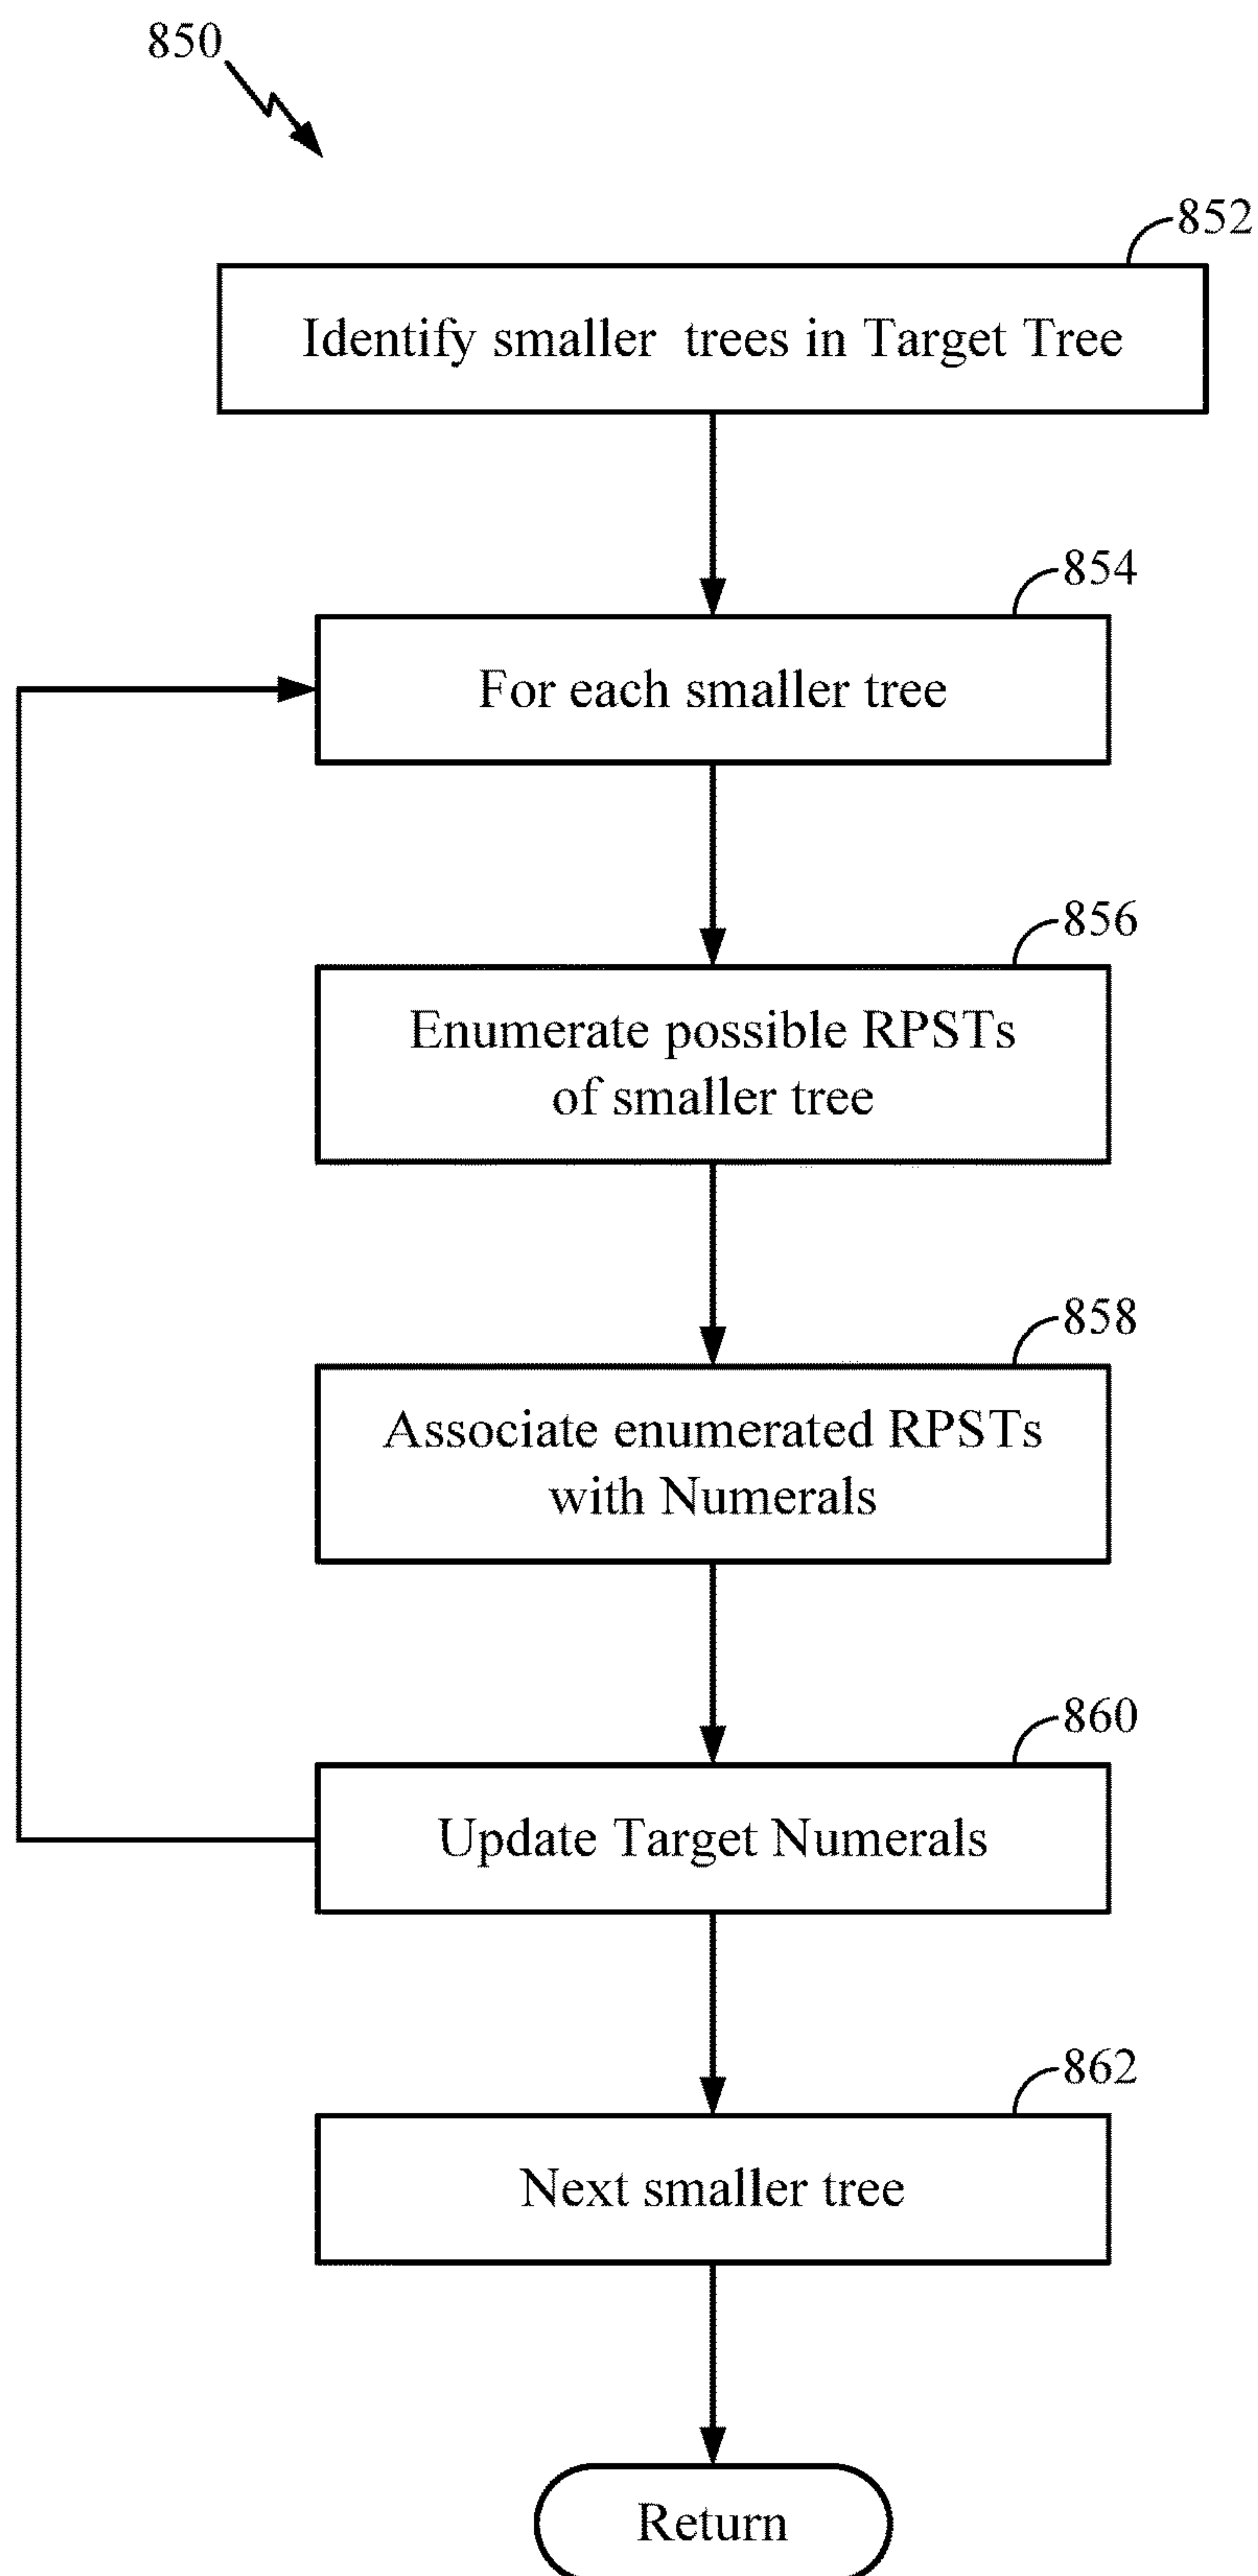 850
852
Identify smaller trees in Target Tree
854
For each smaller tree
856
Enumerate possible RPSTs
of smaller tree
858
Associate enumerated RPSTs
with Numerals
860
Update Target Numerals
862
Next smaller tree
Return